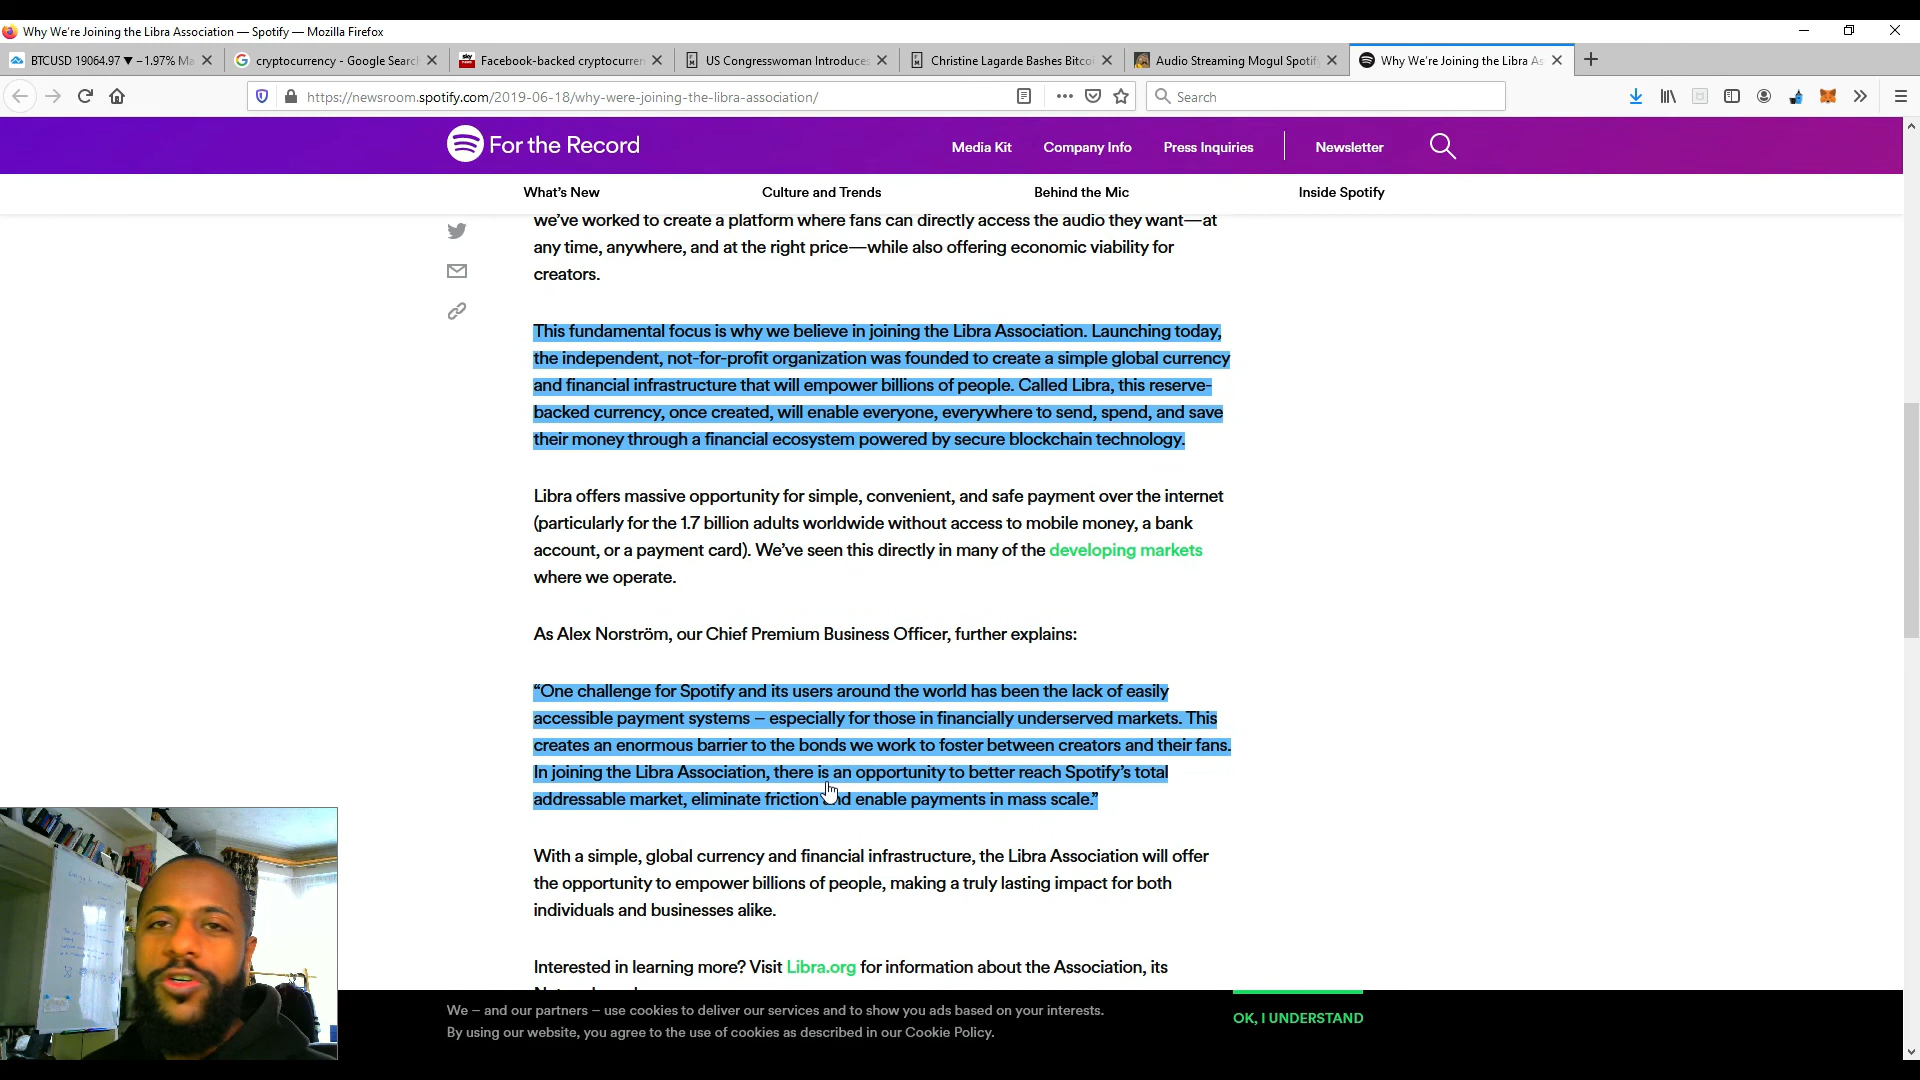 Why We're Joining the Libra Association — Spotify — Mozilla Firefox
BTCUSD 19064.97 ▼ −1.97% Ma
cryptocurrency - Google Search
Facebook-backed cryptocurren
US Congresswoman Introduces
Christine Lagarde Bashes Bitco
Audio Streaming Mogul Spotify
Why We're Joining the Libra As
https://newsroom.spotify.com/2019-06-18/why-were-joining-the-libra-association/
Search
For the Record
Media Kit
Company Info
Press Inquiries
Newsletter
What's New
Culture and Trends
Behind the Mic
Inside Spotify
we've worked to create a platform where fans can directly access the audio they want—at
any time, anywhere, and at the right price—while also offering economic viability for
creators.
This fundamental focus is why we believe in joining the Libra Association. Launching today,
the independent, not-for-profit organization was founded to create a simple global currency
and financial infrastructure that will empower billions of people. Called Libra, this reserve-
backed currency, once created, will enable everyone, everywhere to send, spend, and save
their money through a financial ecosystem powered by secure blockchain technology.
Libra offers massive opportunity for simple, convenient, and safe payment over the internet
(particularly for the 1.7 billion adults worldwide without access to mobile money, a bank
account, or a payment card). We've seen this directly in many of the developing markets
where we operate.
As Alex Norström, our Chief Premium Business Officer, further explains:
“One challenge for Spotify and its users around the world has been the lack of easily
accessible payment systems – especially for those in financially underserved markets. This
creates an enormous barrier to the bonds we work to foster between creators and their fans.
In joining the Libra Association, there is an opportunity to better reach Spotify's total
addressable market, eliminate friction and enable payments in mass scale.”
With a simple, global currency and financial infrastructure, the Libra Association will offer
the opportunity to empower billions of people, making a truly lasting impact for both
individuals and businesses alike.
Interested in learning more? Visit Libra.org for information about the Association, its
We – and our partners – use cookies to deliver our services and to show you ads based on your interests.
By using our website, you agree to the use of cookies as described in our Cookie Policy.
OK, I UNDERSTAND